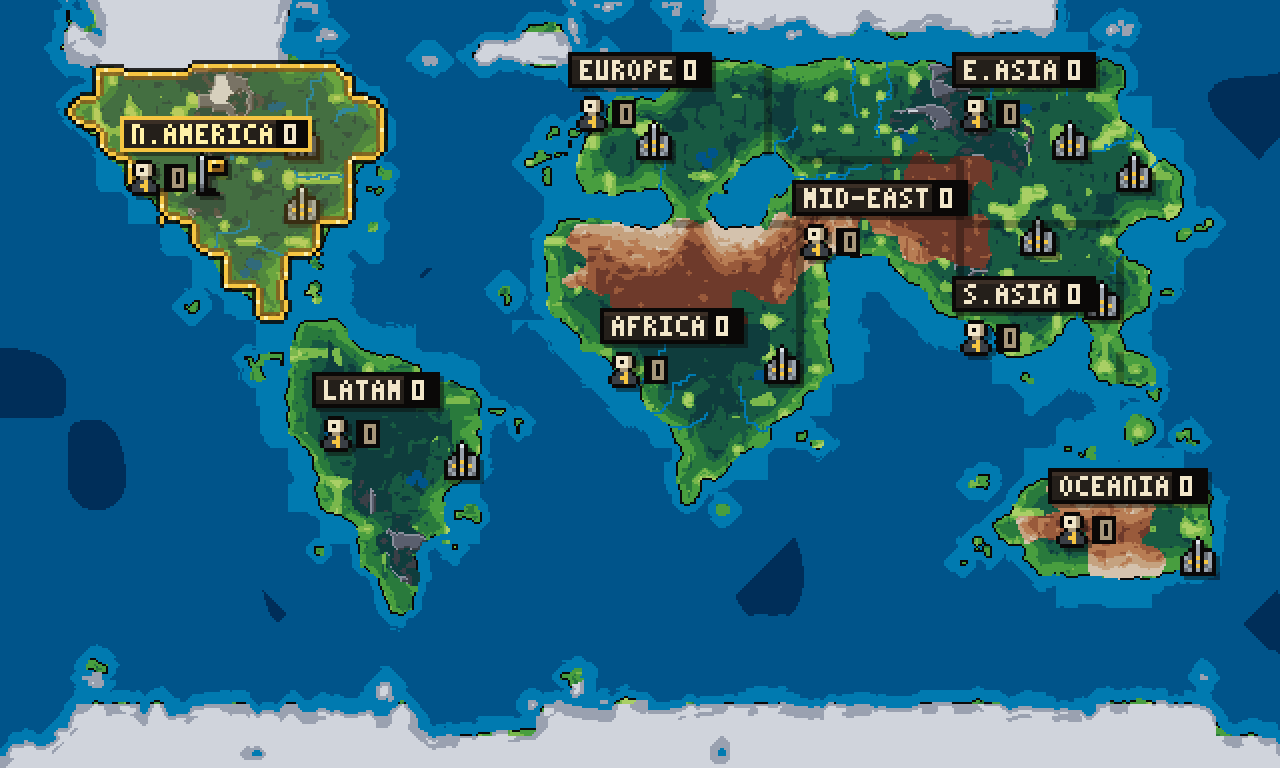 EUROPE 0
0
E.ASIA 0
0
N.AMERICA 0
0
MID-EAST 0
0
S.ASIA 0
0
AFRICA 0
0
LATAM 0
0
OCEANIA 0
0